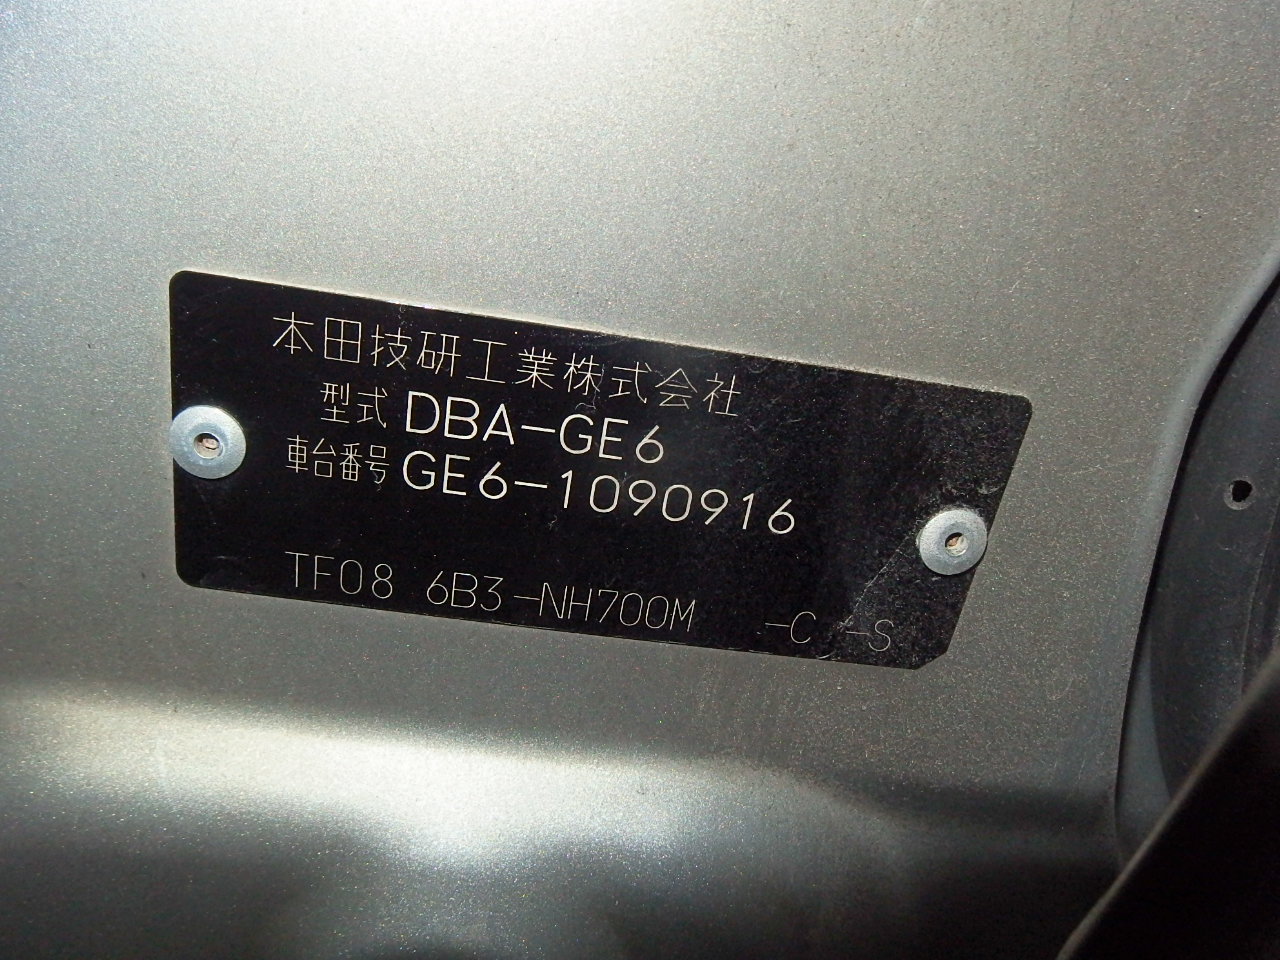 本田技研工業株式会社
型式 DBA-GE6
車台番号 GE6-1090916
TF08 6B3-NH700M -C -S